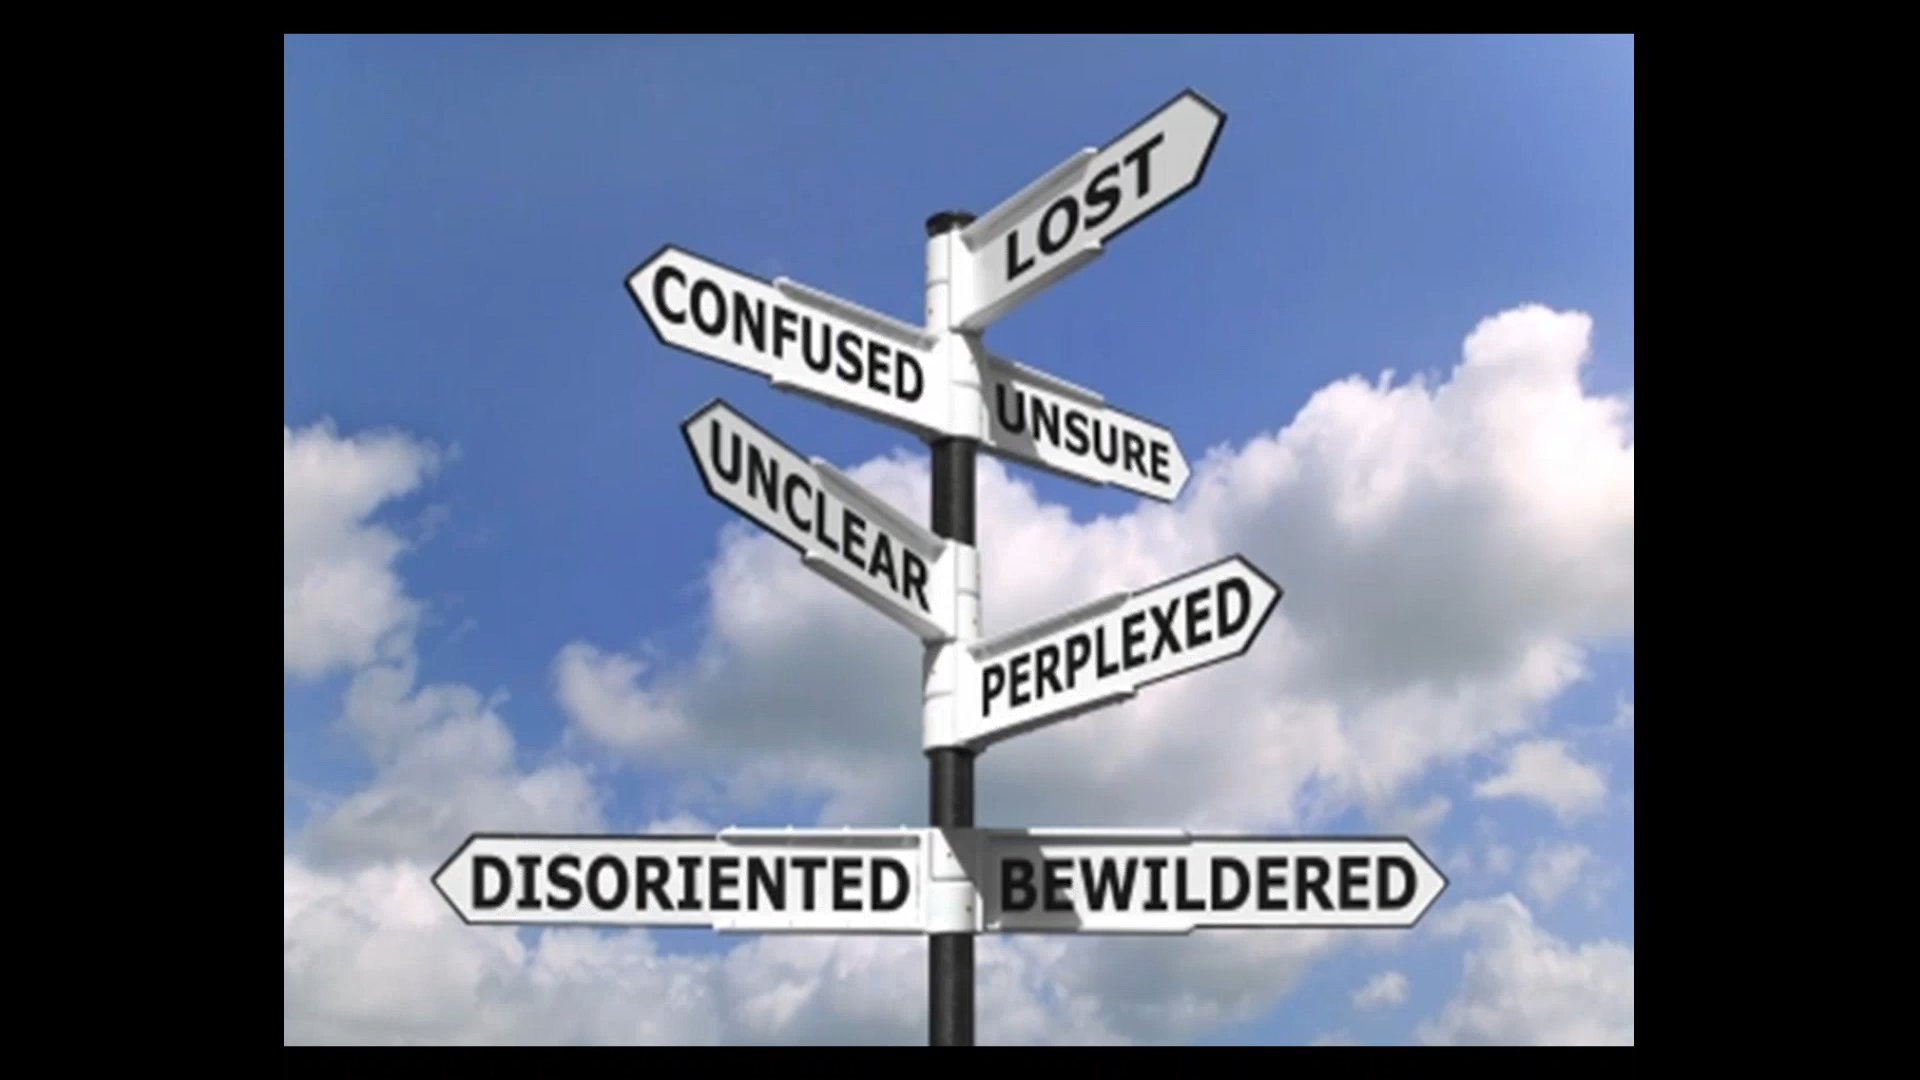 LOST
CONFUSED
UNSURE
UNCLEAR
PERPLEXED
DISORIENTED
BEWILDERED